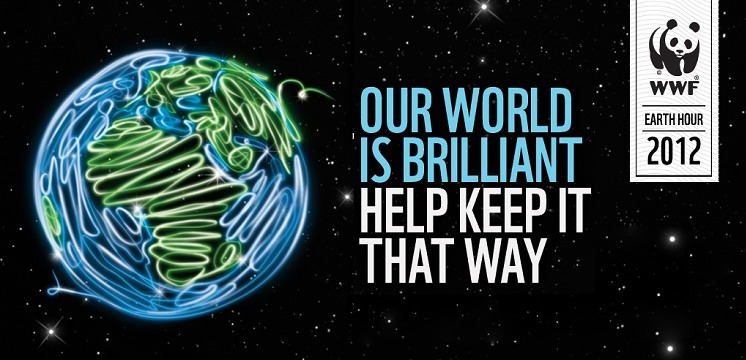 OUR WORLD
IS BRILLIANT
HELP KEEP IT
THAT WAY
WWF
EARTH HOUR
2012